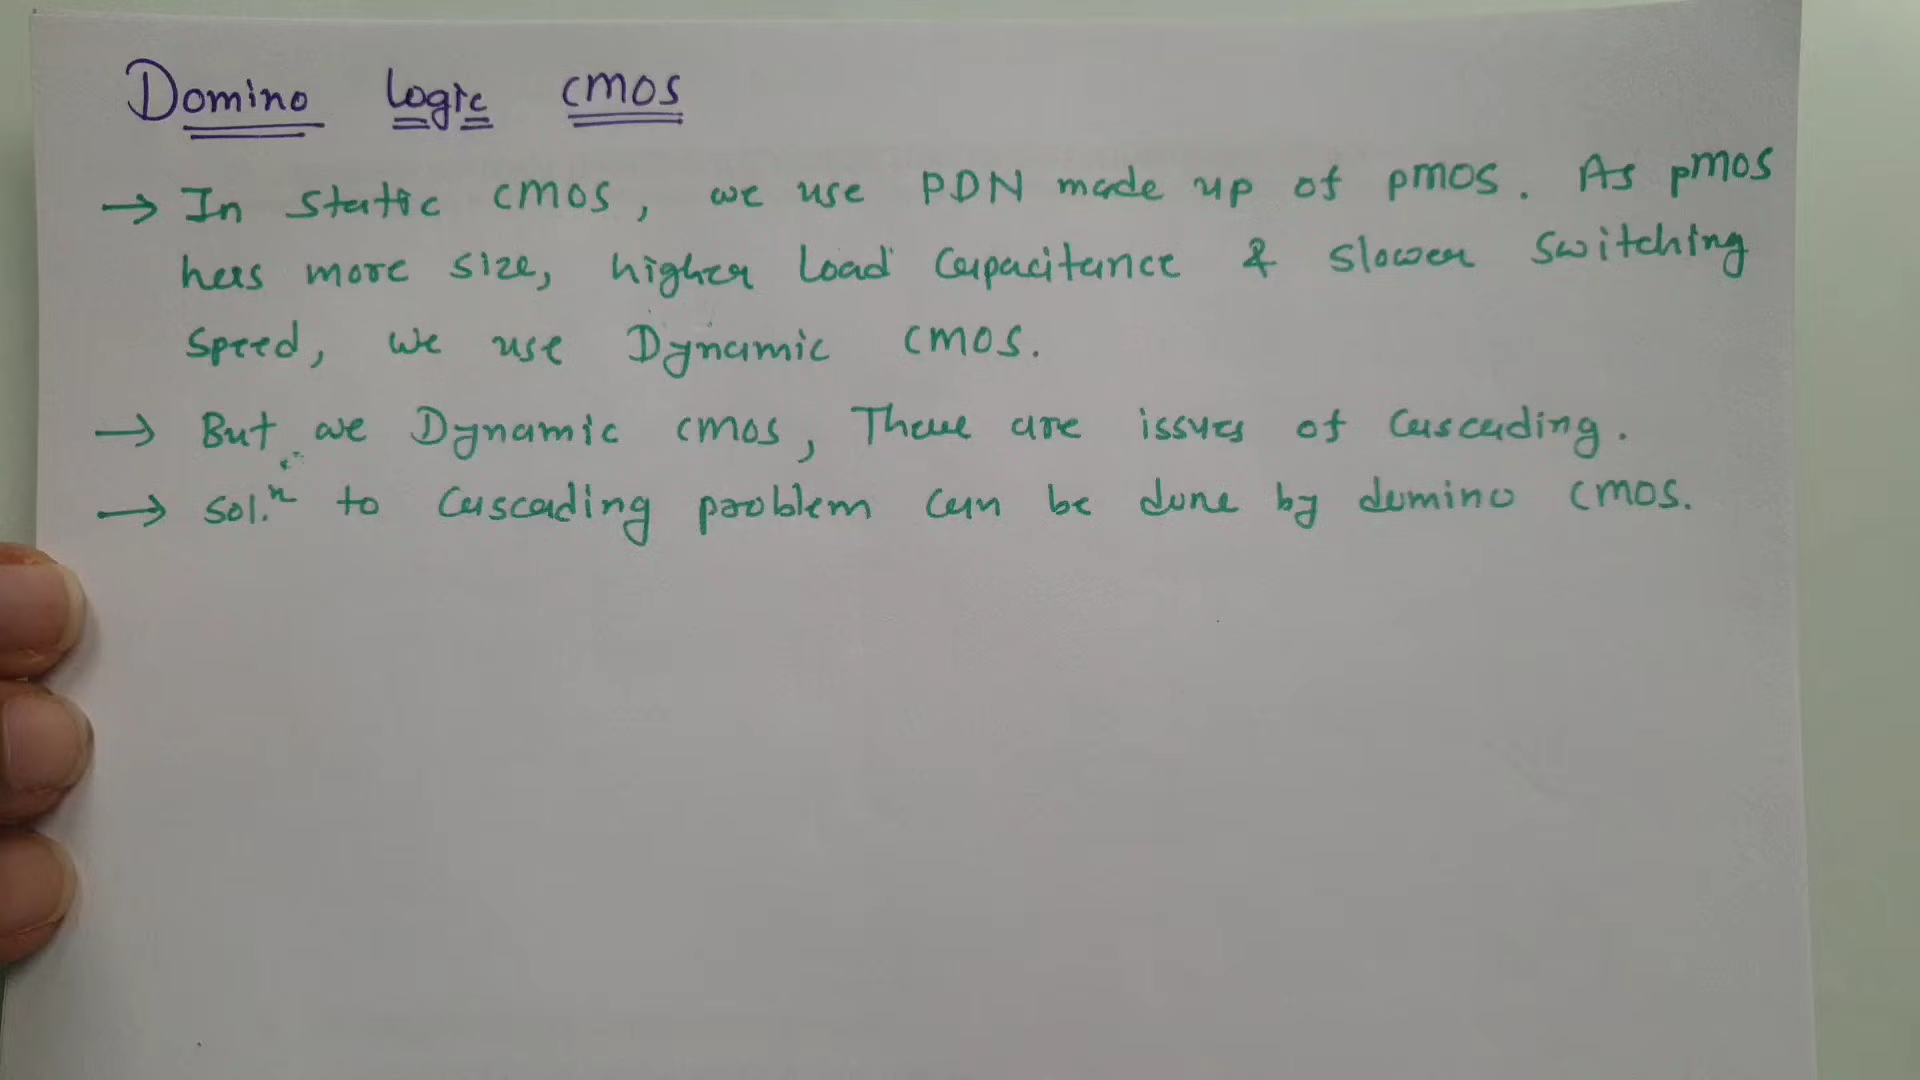 Domino logic CMOS
→ In static CMOS, we use PDN made up of PMOS. As PMOS
has more size, higher Load Capacitance & slower switching
speed, we use Dynamic CMOS.
→ But we Dynamic CMOS, There are issues of Cascading.
→ Sol.ⁿ to Cascading problem can be done by domino CMOS.